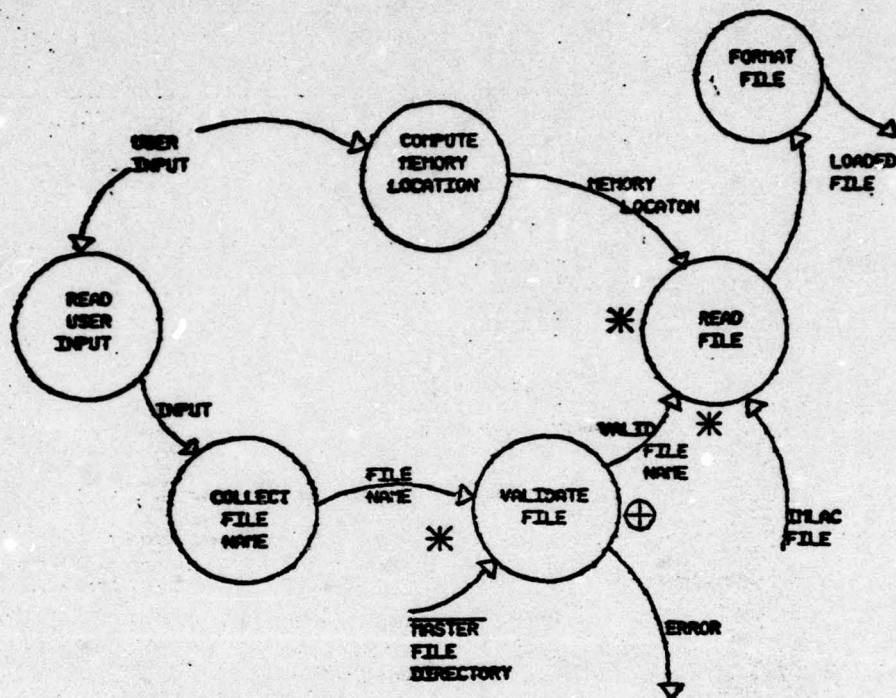 FORMAT
FILE
USER
INPUT
COMPUTE
MEMORY
LOCATION
LOADED
FILE
MEMORY
LOCATON
READ
USER
INPUT
READ
FILE
INPUT
VALID
FILE
NAME
FILE
NAME
COLLECT
FILE
NAME
VALIDATE
FILE
IMLAC
FILE
MASTER
FILE
DIRECTORY
ERROR